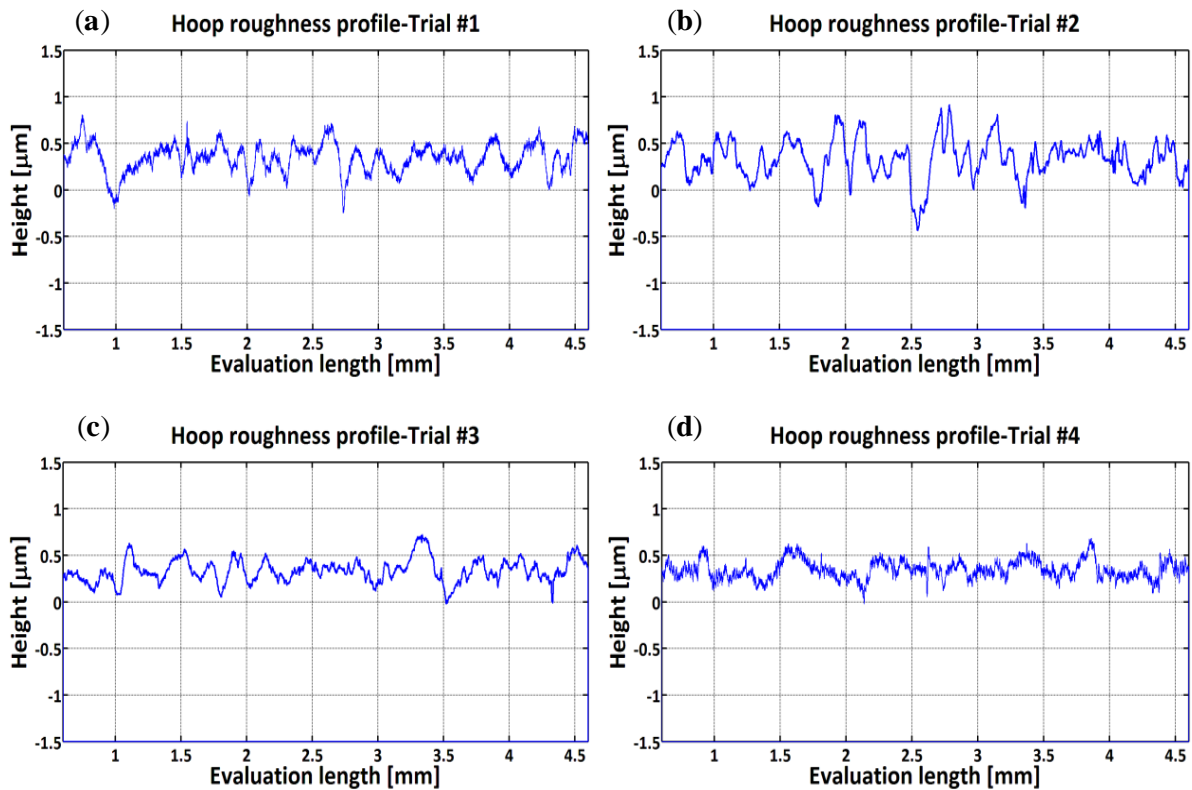 (a) Hoop roughness profile-Trial #1
1.5
1
0.5
0
-0.5
-1
-1.5
Height [µm]
1 1.5 2 2.5 3 3.5 4 4.5
Evaluation length [mm]
(b) Hoop roughness profile-Trial #2
1.5
1
0.5
0
-0.5
-1
-1.5
Height [µm]
1 1.5 2 2.5 3 3.5 4 4.5
Evaluation length [mm]
(c) Hoop roughness profile-Trial #3
1.5
1
0.5
0
-0.5
-1
-1.5
Height [µm]
1 1.5 2 2.5 3 3.5 4 4.5
Evaluation length [mm]
(d) Hoop roughness profile-Trial #4
1.5
1
0.5
0
-0.5
-1
-1.5
Height [µm]
1 1.5 2 2.5 3 3.5 4 4.5
Evaluation length [mm]